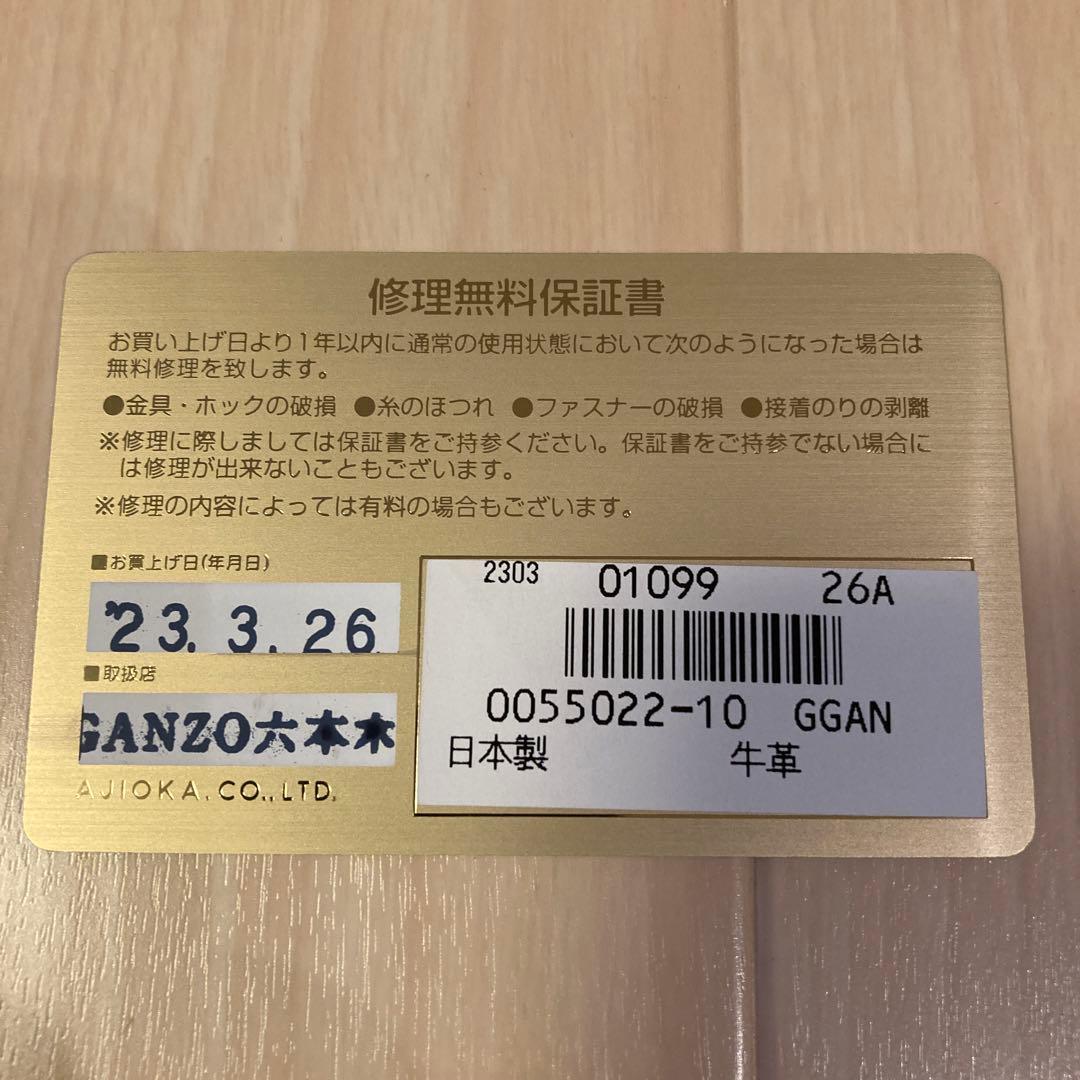 修理無料保証書
お買い上げ日より1年以内に通常の使用状態において次のようになった場合は
無料修理を致します。
●金具・ホックの破損 ●糸のほつれ ●ファスナーの破損 ●接着のりの剥離
※修理に際しましては保証書をご持参ください。保証書をご持参でない場合に
は修理が出来ないこともございます。
※修理の内容によっては有料の場合もございます。
■お買上げ日(年月日)
'23. 3. 26
■取扱店
GANZO六本木
AJIOKA. CO., LTD.
2303 01099 26A
0055022-10 GGAN
日本製 牛革